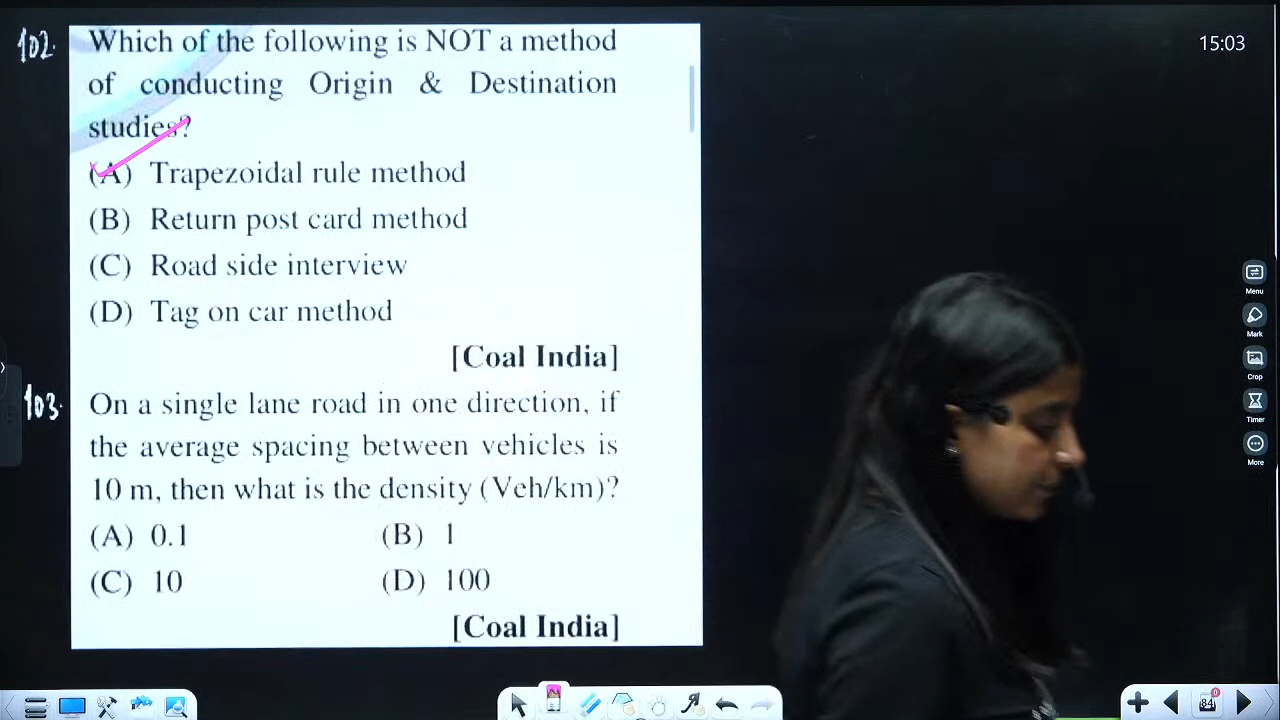 15:03
102.
Which of the following is NOT a method
of conducting Origin & Destination
studies?
(A) Trapezoidal rule method
(B) Return post card method
(C) Road side interview
(D) Tag on car method
[Coal India]
103.
On a single lane road in one direction, if
the average spacing between vehicles is
10 m, then what is the density (Veh/km)?
(A) 0.1 (B) 1
(C) 10 (D) 100
[Coal India]
Menu
Mark
Crop
Timer
More
84
0